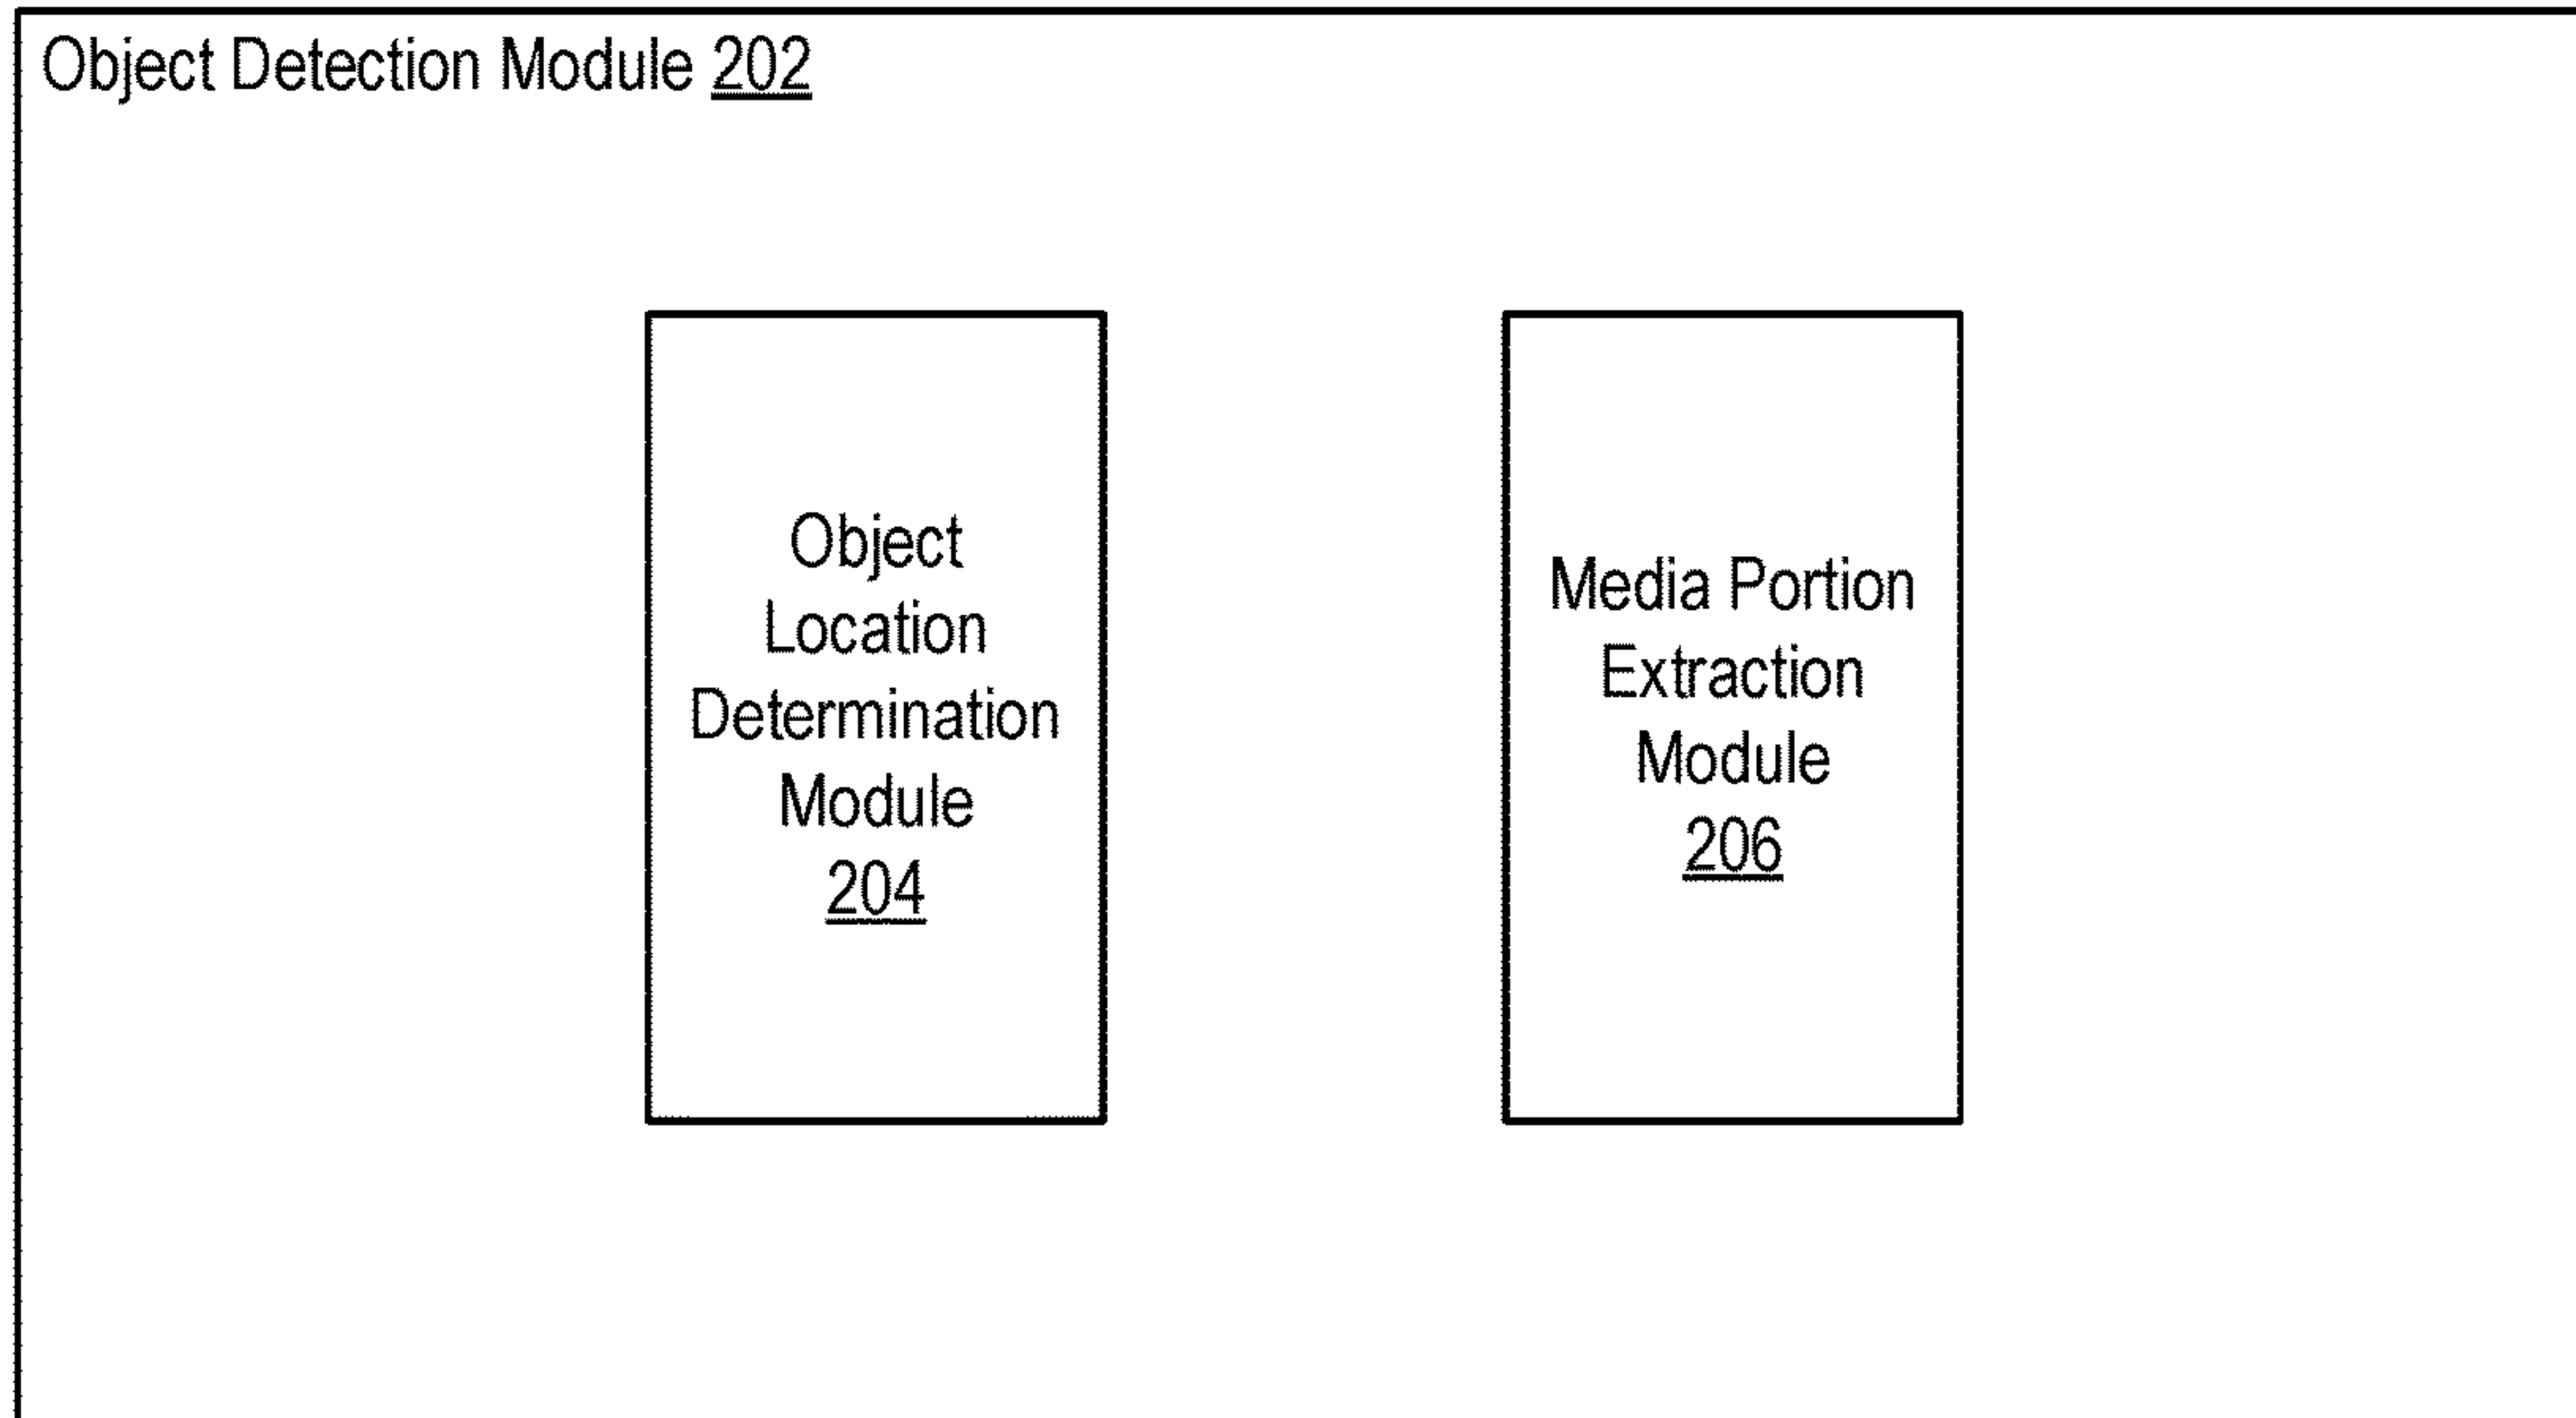 Object Detection Module 202
Object
Location
Determination
Module
204
Media Portion
Extraction
Module
206